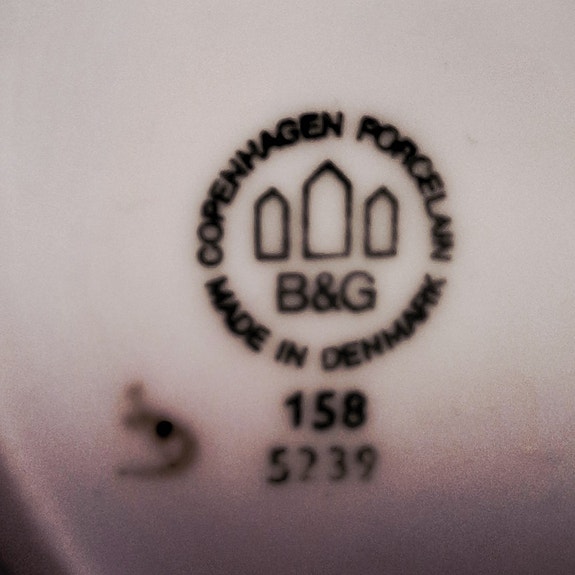 COPENHAGEN PORCELAIN
B&G
MADE IN DENMARK
158
5239